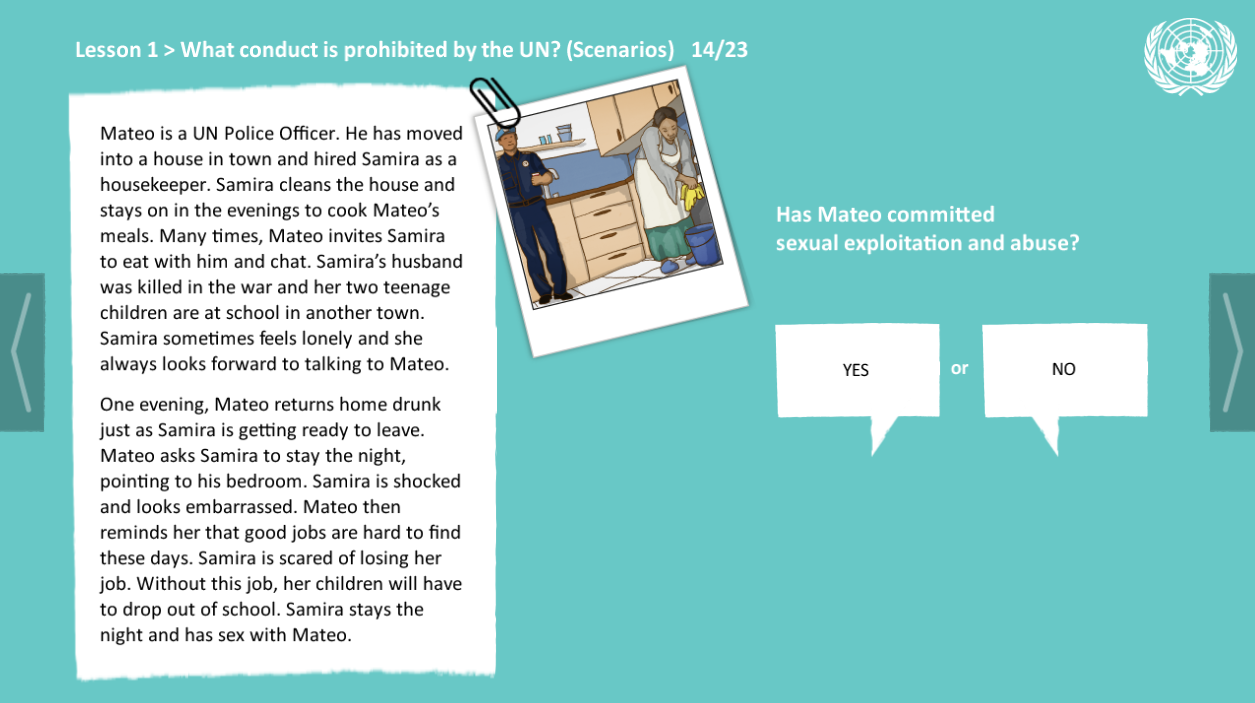 Lesson 1 > What conduct is prohibited by the UN? (Scenarios) 14/23
Mateo is a UN Police Officer. He has moved
into a house in town and hired Samira as a
housekeeper. Samira cleans the house and
stays on in the evenings to cook Mateo’s
meals. Many times, Mateo invites Samira
to eat with him and chat. Samira’s husband
was killed in the war and her two teenage
children are at school in another town.
Samira sometimes feels lonely and she
always looks forward to talking to Mateo.
One evening, Mateo returns home drunk
just as Samira is getting ready to leave.
Mateo asks Samira to stay the night,
pointing to his bedroom. Samira is shocked
and looks embarrassed. Mateo then
reminds her that good jobs are hard to find
these days. Samira is scared of losing her
job. Without this job, her children will have
to drop out of school. Samira stays the
night and has sex with Mateo.
Has Mateo committed
sexual exploitation and abuse?
YES or NO